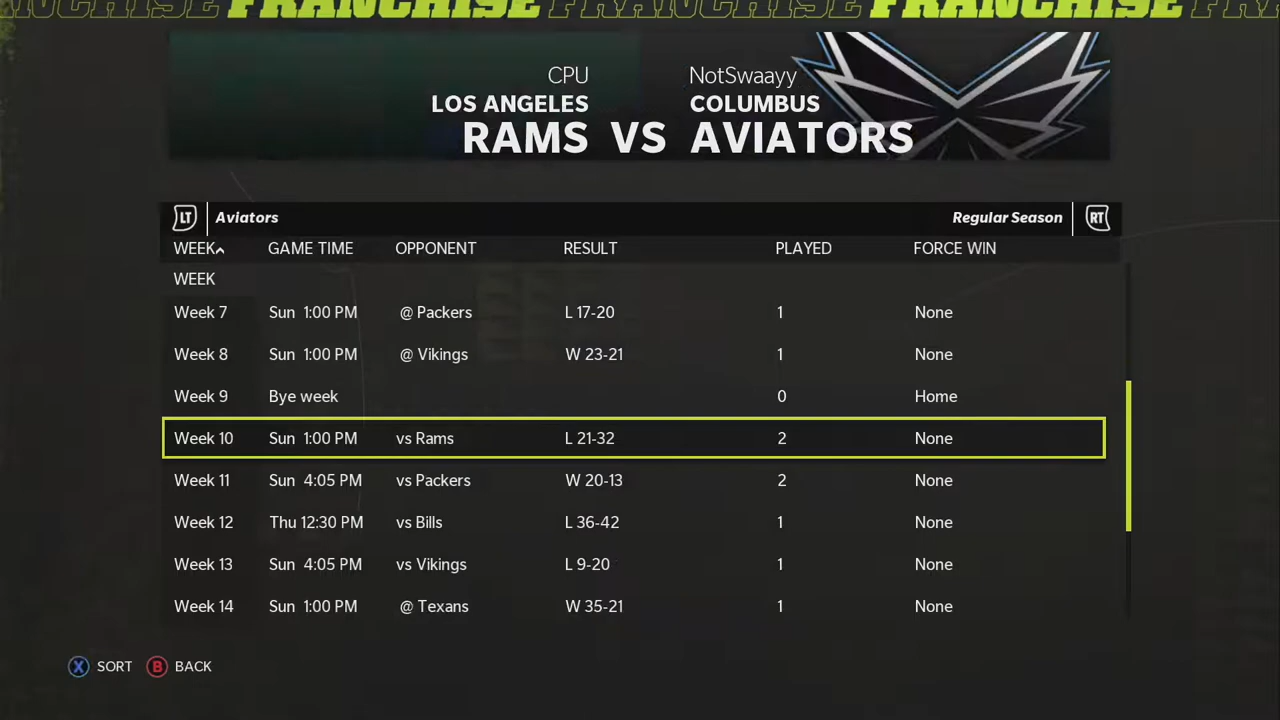 FRANCHISE FRANCHISE FRANCHISE FRANCHISE FRA
CPU NotSwaayy
LOS ANGELES COLUMBUS
RAMS VS AVIATORS
LT Aviators Regular Season RT
WEEK GAME TIME OPPONENT RESULT PLAYED FORCE WIN
WEEK
Week 7 Sun 1:00 PM @ Packers L 17-20 1 None
Week 8 Sun 1:00 PM @ Vikings W 23-21 1 None
Week 9 Bye week 0 Home
Week 10 Sun 1:00 PM vs Rams L 21-32 2 None
Week 11 Sun 4:05 PM vs Packers W 20-13 2 None
Week 12 Thu 12:30 PM vs Bills L 36-42 1 None
Week 13 Sun 4:05 PM vs Vikings L 9-20 1 None
Week 14 Sun 1:00 PM @ Texans W 35-21 1 None
X SORT B BACK